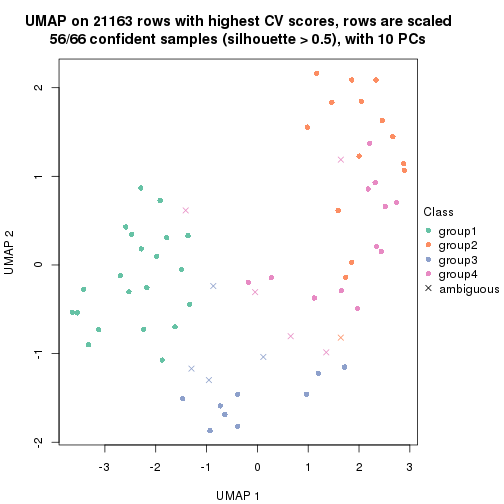 UMAP on 21163 rows with highest CV scores, rows are scaled
56/66 confident samples (silhouette > 0.5), with 10 PCs
UMAP 2
2
1
0
-1
-2
-3
-2
-1
0
1
2
3
UMAP 1
Class
group1
group2
group3
group4
ambiguous